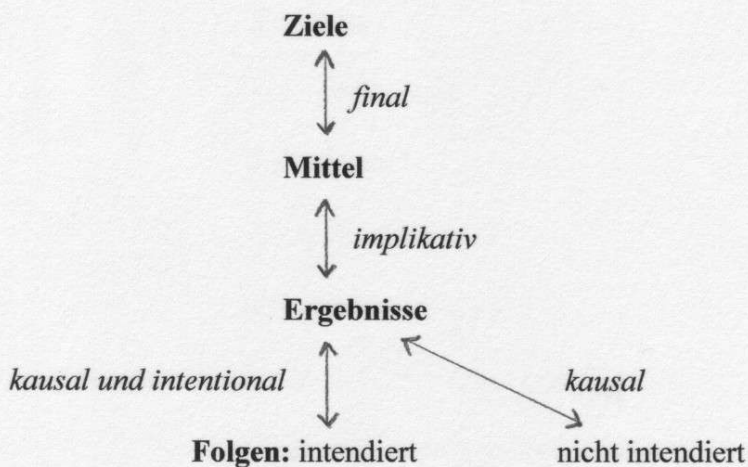 Ziele
final
Mittel
implikativ
Ergebnisse
kausal und intentional kausal
Folgen: intendiert nicht intendiert